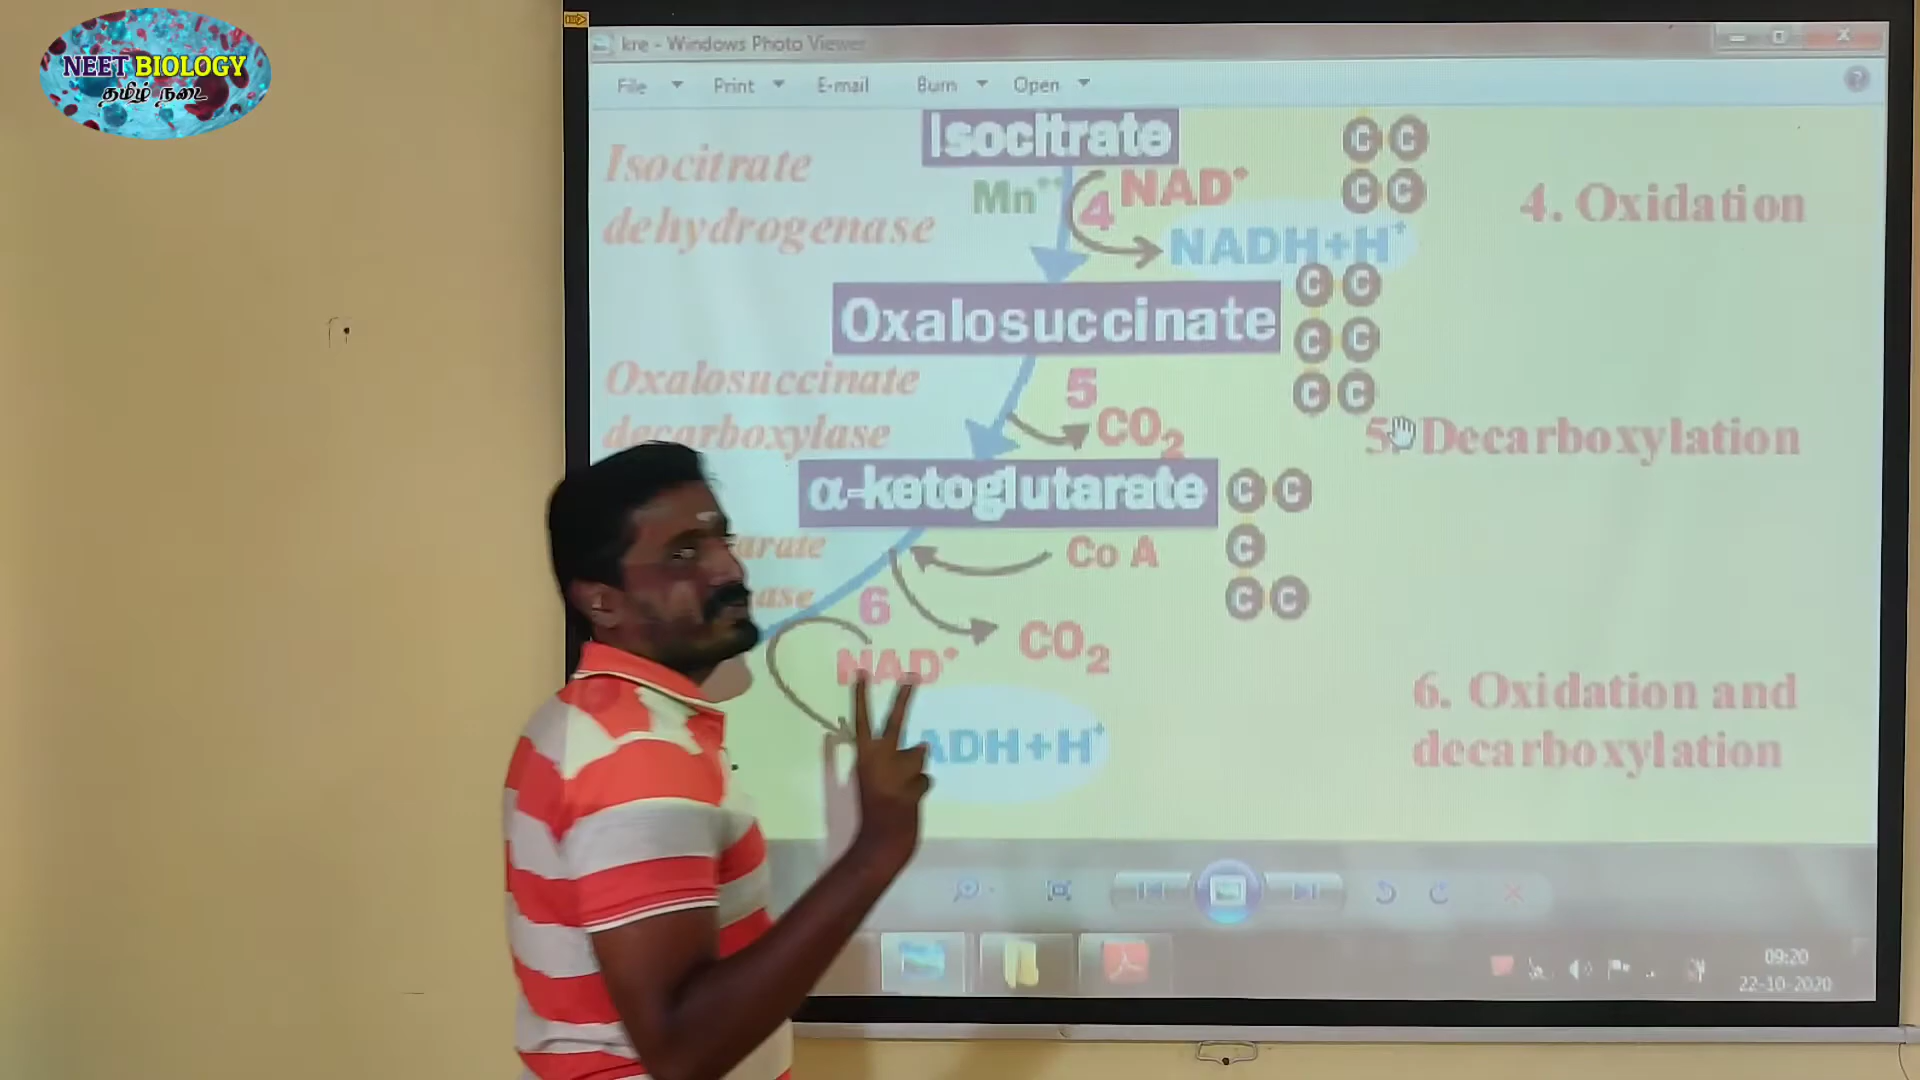 NEET BIOLOGY
தமிழ் நடை
kre - Windows Photo Viewer
File Print E-mail Burn Open
Isocitrate
Isocitrate
dehydrogenase
Mn++
4
NAD+
NADH+H+
C C
C C
4. Oxidation
Oxalosuccinate
C C
C C
C C
Oxalosuccinate
decarboxylase
5
CO2
5. Decarboxylation
α-ketoglutarate
C C
C
C C
Co A
6
CO2
NAD+
ADH+H+
6. Oxidation and
decarboxylation
09:20
22-10-2020